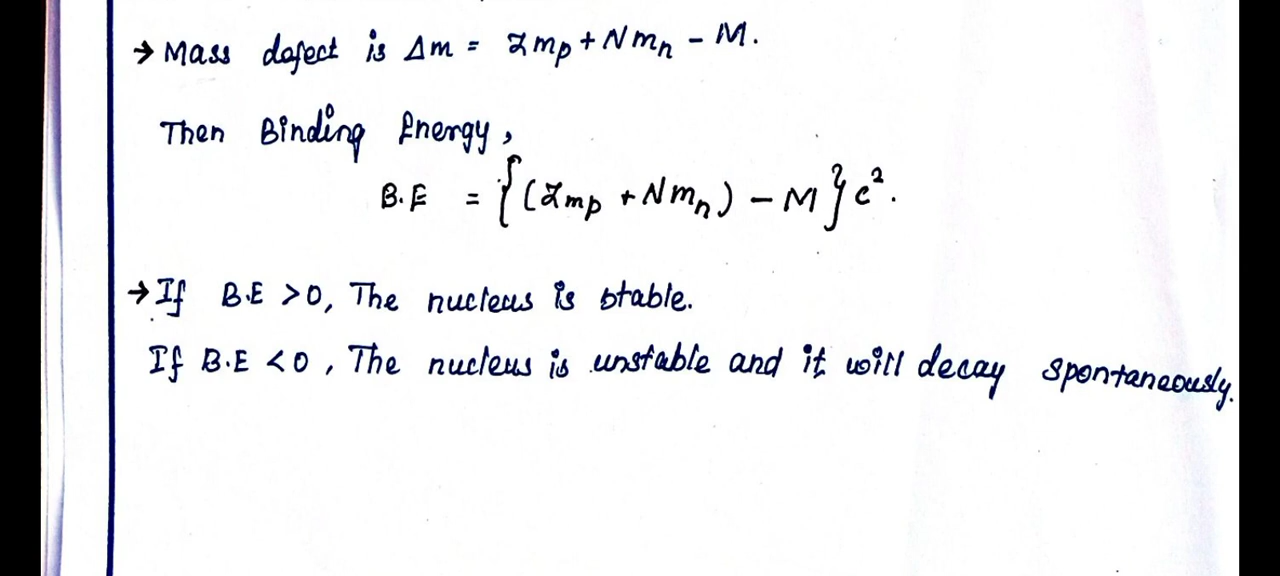 → Mass defect is Δm = Zmp + Nmn - M.
Then Binding Energy,
B.E = {(Zmp + Nmn) - M}c².
→ If B.E > 0, The nucleus is stable.
If B.E < 0, The nucleus is unstable and it will decay spontaneously.